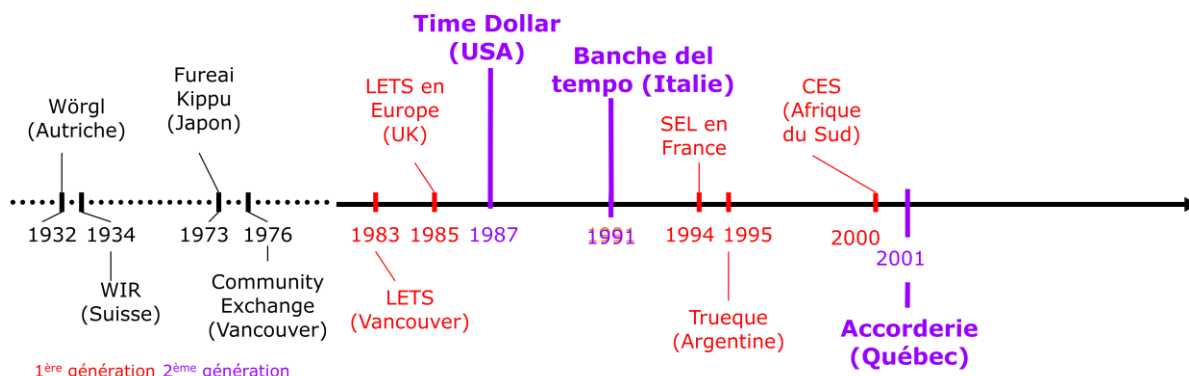 Time Dollar
(USA)
Banche del
tempo (Italie)
Fureai
Kippu
(Japon)
Wörgl
(Autriche)
LETS en
Europe
(UK)
SEL en
France
CES
(Afrique
du Sud)
1932
1934
1973
1976
1983
1985
1987
1991
1994
1995
2000
2001
WIR
(Suisse)
Community
Exchange
(Vancouver)
LETS
(Vancouver)
Trueque
(Argentine)
Accorderie
(Québec)
1ère génération 2ème génération